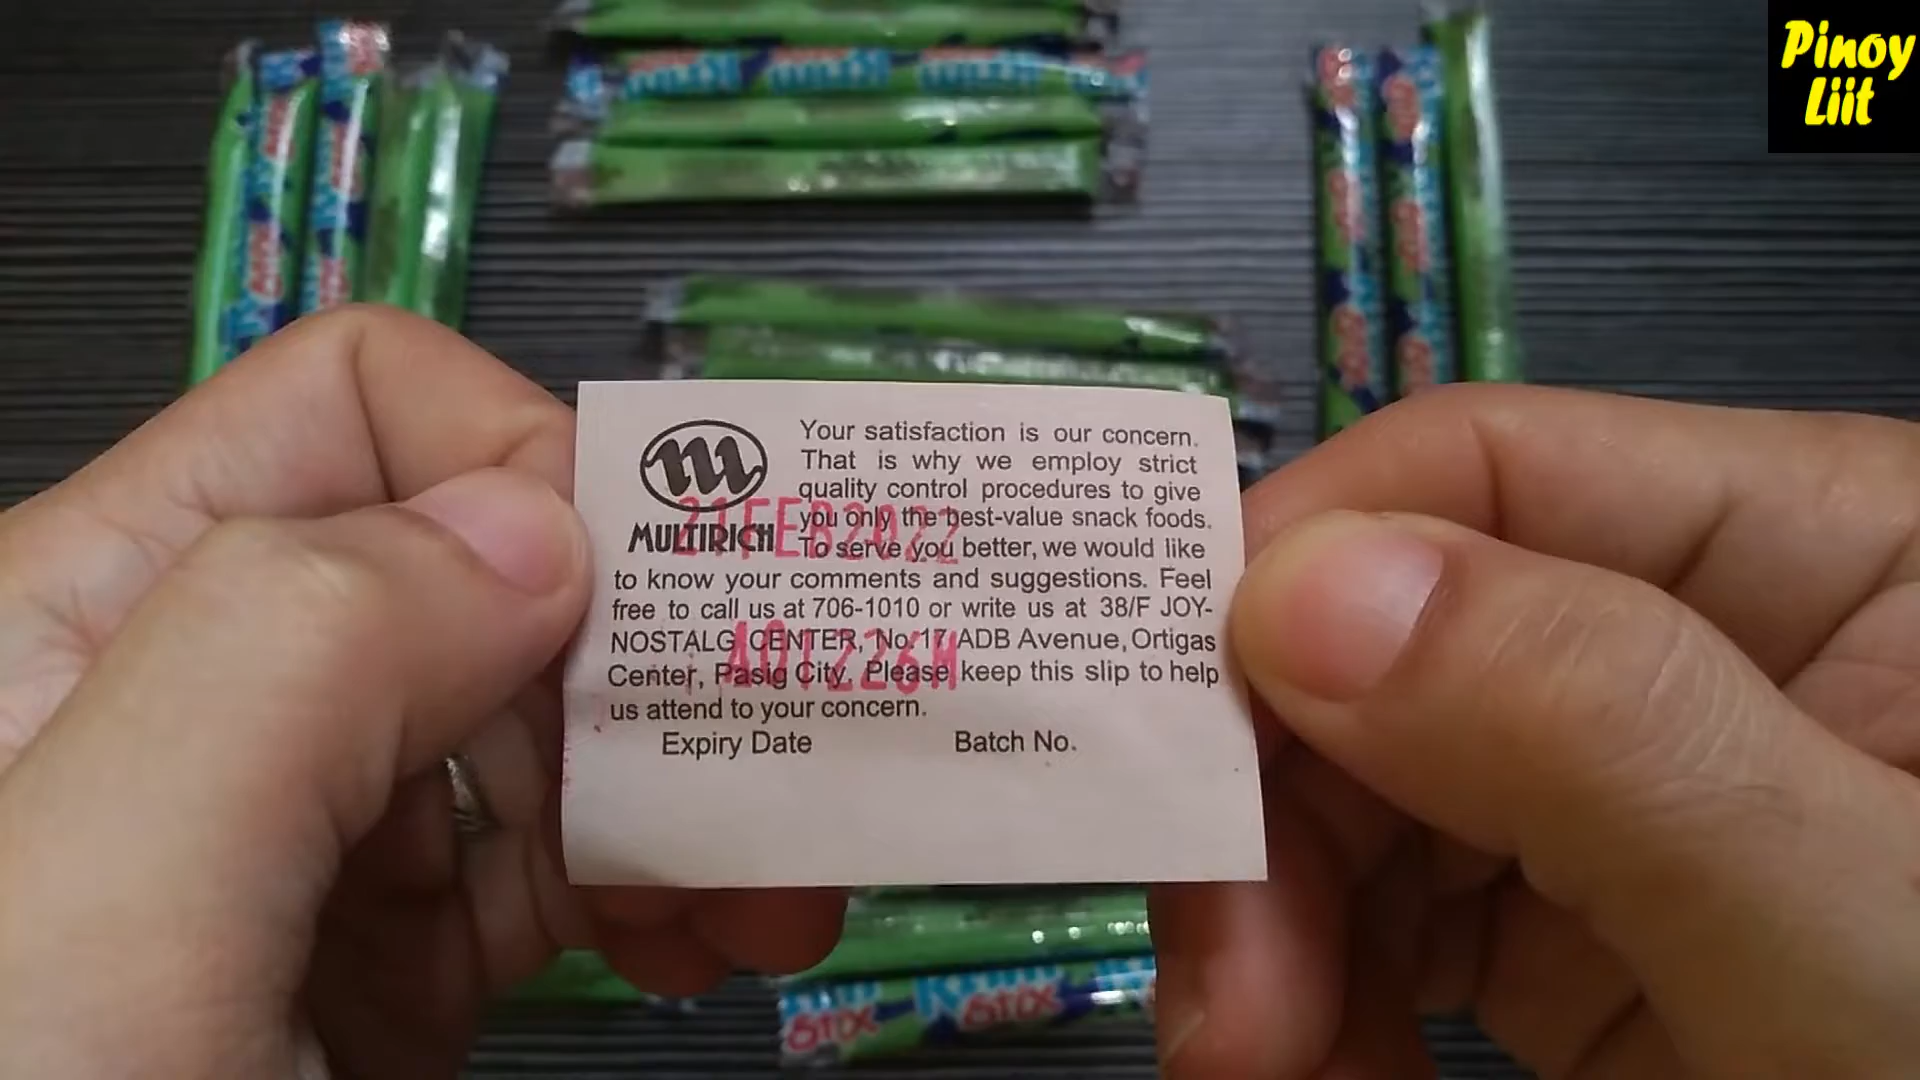 Pinoy
Liit
Your satisfaction is our concern.
That is why we employ strict
quality control procedures to give
you only the best-value snack foods.
MULTIRICH To serve you better, we would like
to know your comments and suggestions. Feel
free to call us at 706-1010 or write us at 38/F JOY-
NOSTALG CENTER, No. 17 ADB Avenue, Ortigas
Center, Pasig City. Please keep this slip to help
us attend to your concern.
Expiry Date Batch No.
21FEB2022
STIX STIX